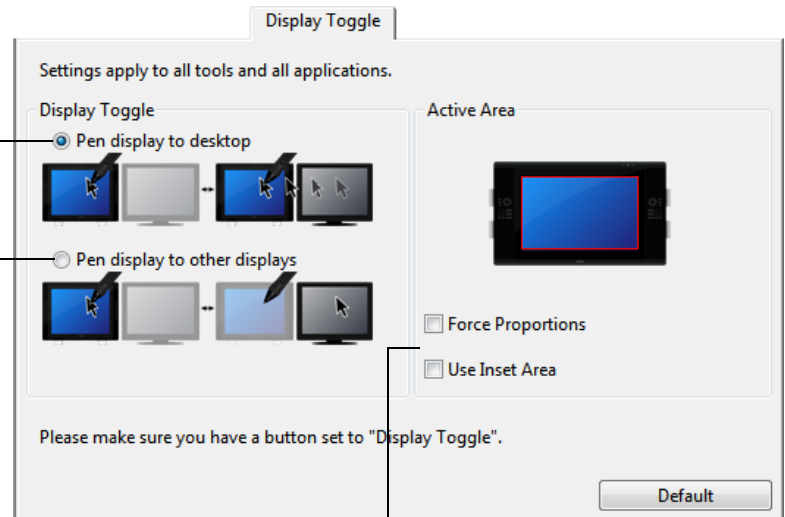 Display Toggle
Settings apply to all tools and all applications.
Display Toggle
Pen display to desktop
Pen display to other displays
Active Area
Force Proportions
Use Inset Area
Please make sure you have a button set to "Display Toggle".
Default